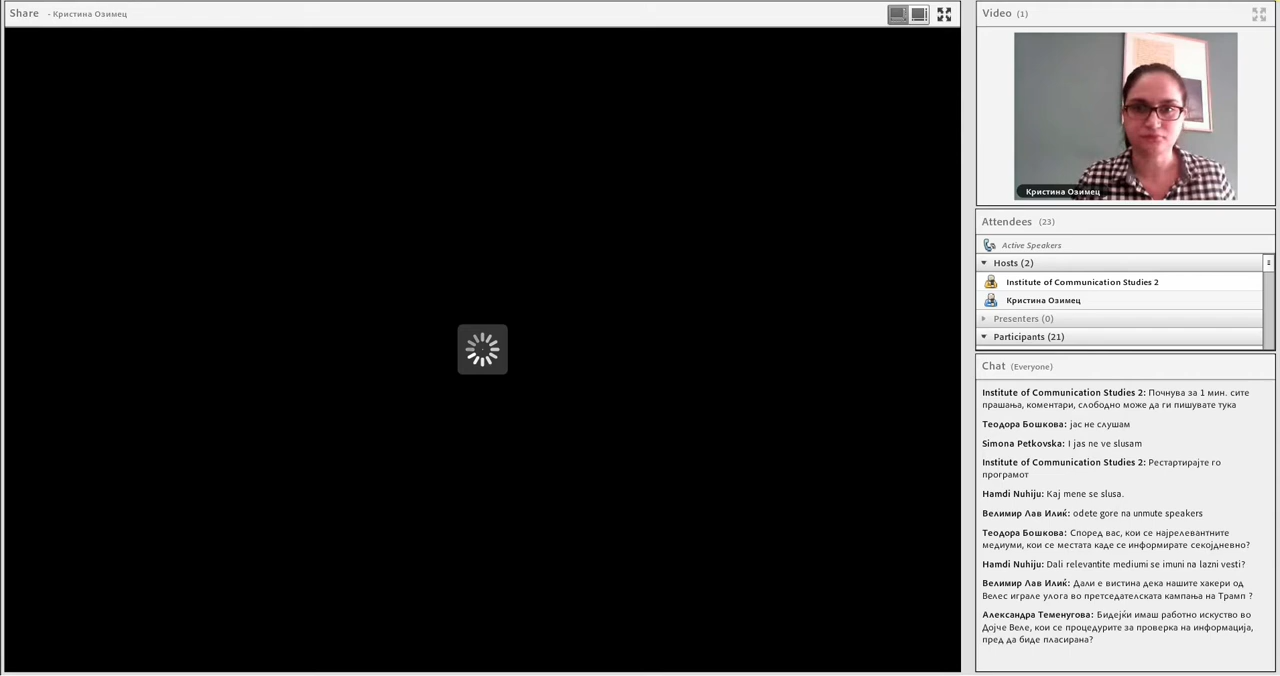 Share - Кристина Озимец
Video (1)
Кристина Озимец
Attendees (23)
Active Speakers
Hosts (2)
Institute of Communication Studies 2
Кристина Озимец
Presenters (0)
Participants (21)
Chat (Everyone)
Institute of Communication Studies 2: Почнува за 1 мин. сите
прашања, коментари, слободно може да ги пишувате тука
Теодора Бошкова: јас не слушам
Simona Petkovska: I jas ne ve slusam
Institute of Communication Studies 2: Рестартирајте го
програмот
Hamdi Nuhiju: Kaj mene se slusa.
Велимир Лав Илиќ: odete gore na unmute speakers
Теодора Бошкова: Според вас, кои се најрелевантните
медиуми, кои се местата каде се информирате секојдневно?
Hamdi Nuhiju: Dali relevantite mediumi se imuni na lazni vesti?
Велимир Лав Илиќ: Дали е вистина дека нашите хакери од
Велес играле улога во претседателската кампања на Трамп ?
Александра Теменугова: Бидејќи имаш работно искуство во
Дојче Веле, кои се процедурите за проверка на информација,
пред да биде пласирана?